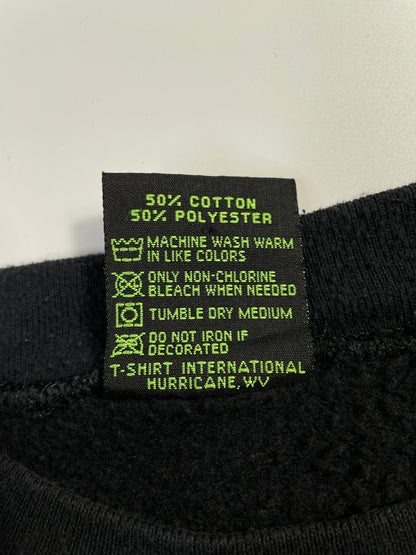 50% COTTON
50% POLYESTER
MACHINE WASH WARM
IN LIKE COLORS
ONLY NON-CHLORINE
BLEACH WHEN NEEDED
TUMBLE DRY MEDIUM
DO NOT IRON IF
DECORATED
T-SHIRT INTERNATIONAL
HURRICANE, WV